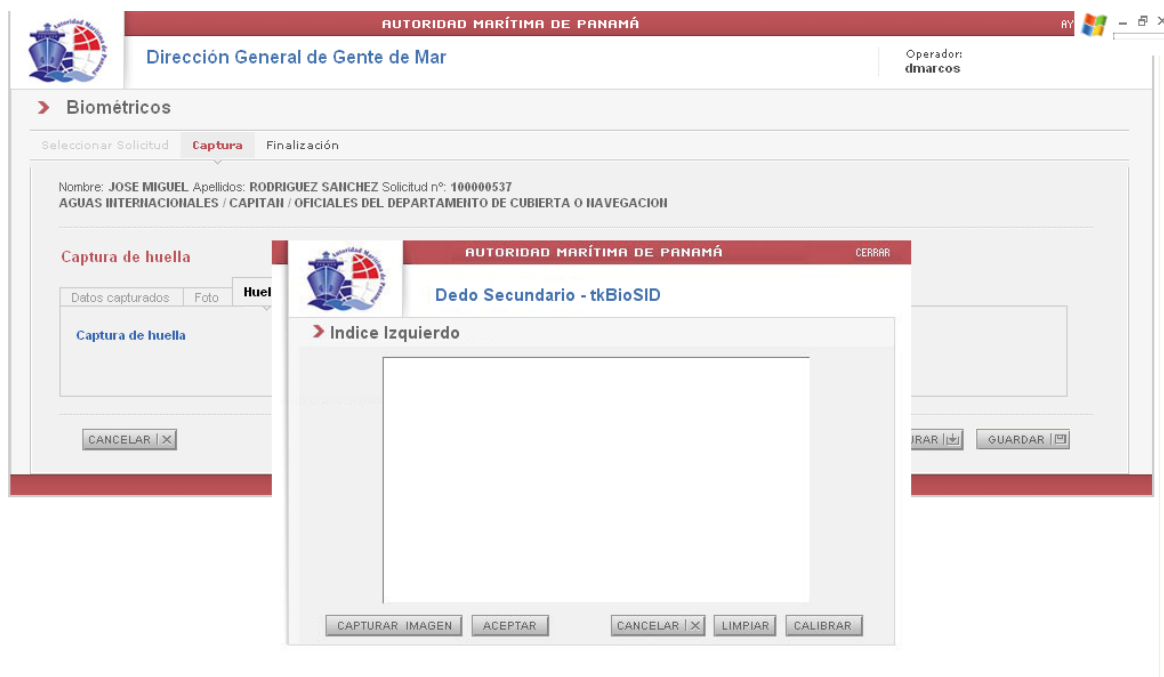 AUTORIDAD MARÍTIMA DE PANAMÁ
Dirección General de Gente de Mar
Operador:
dmarcos
Biométricos
Seleccionar Solicitud Captura Finalización
Nombre: JOSE MIGUEL Apellidos: RODRIGUEZ SANCHEZ Solicitud nº: 100000537
AGUAS INTERNACIONALES / CAPITAN / OFICIALES DEL DEPARTAMENTO DE CUBIERTA O NAVEGACION
Captura de huella
Datos capturados Foto Huel
Captura de huella
CANCELAR GUARDAR
AUTORIDAD MARÍTIMA DE PANAMÁ CERRAR
Dedo Secundario - tkBioSID
Indice Izquierdo
CAPTURAR IMAGEN ACEPTAR CANCELAR LIMPIAR CALIBRAR